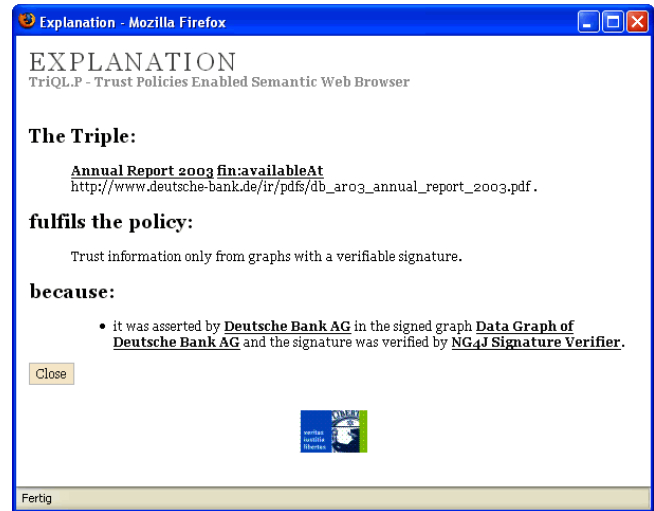 Explanation - Mozilla Firefox
EXPLANATION
TriQL.P - Trust Policies Enabled Semantic Web Browser
The Triple:
Annual Report 2003 fin:availableAt
http://www.deutsche-bank.de/ir/pdfs/db_ar03_annual_report_2003.pdf .
fulfils the policy:
Trust information only from graphs with a verifiable signature.
because:
• it was asserted by Deutsche Bank AG in the signed graph Data Graph of
Deutsche Bank AG and the signature was verified by NG4J Signature Verifier.
Close
veritas
iustitia
libertas
Fertig